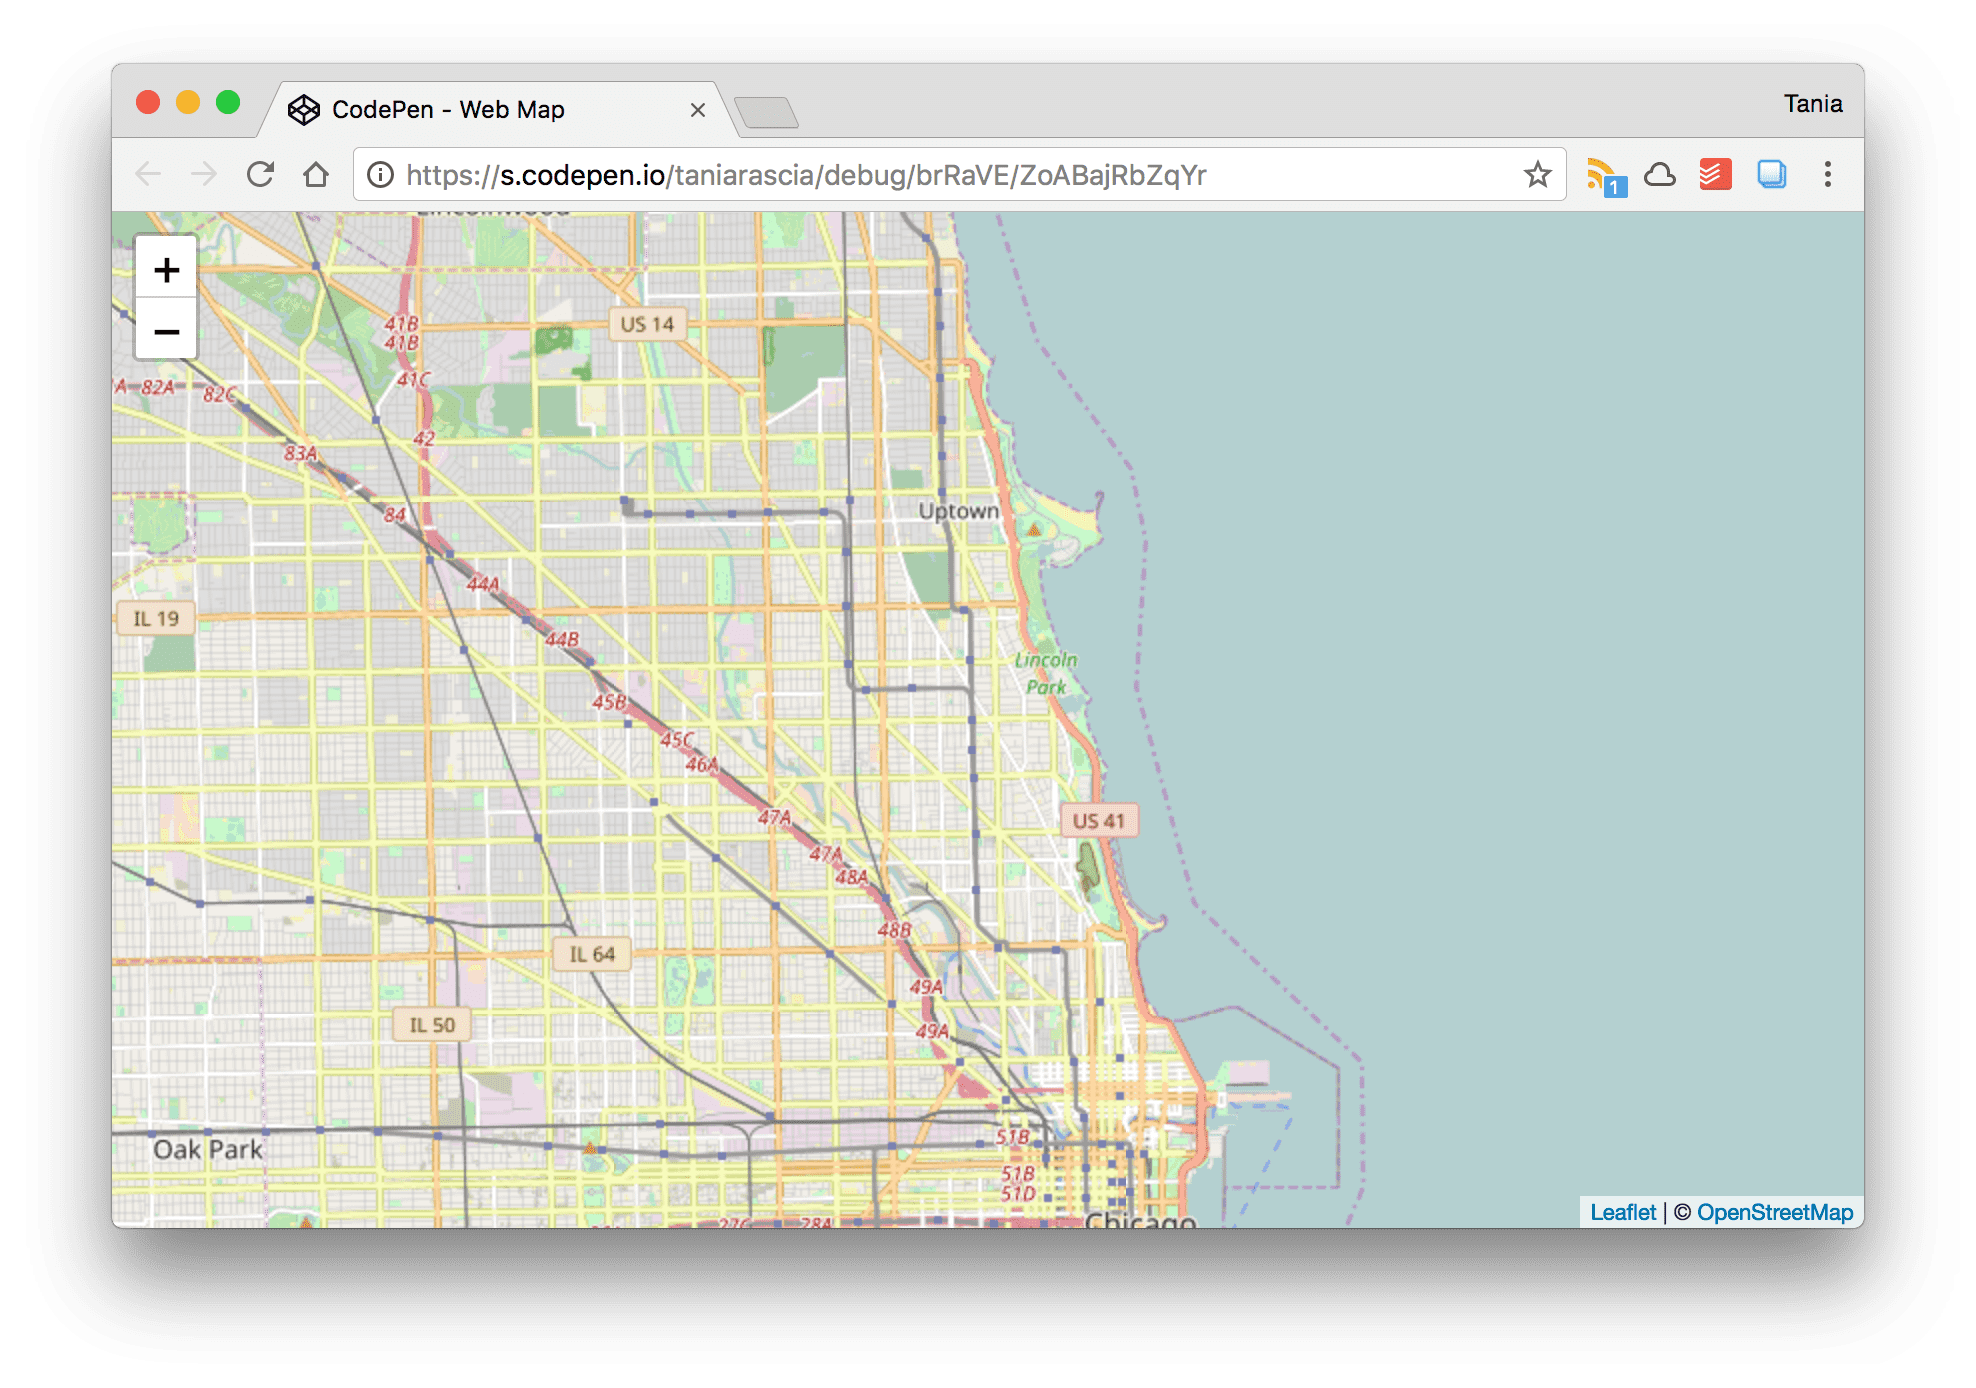 CodePen - Web Map
Tania
https://s.codepen.io/taniarascia/debug/brRaVE/ZoABajRbZqYr
1
Lincolnwood
+
−
41B
US 14
41B
41C
A
82A
82C
42
83A
84
Uptown
44A
IL 19
44B
Lincoln
Park
45B
45C
46A
47A
US 41
47A
48A
48B
IL 64
49A
IL 50
49A
51B
Oak Park
51B
51D
27C
28A
Chicago
Leaflet | © OpenStreetMap